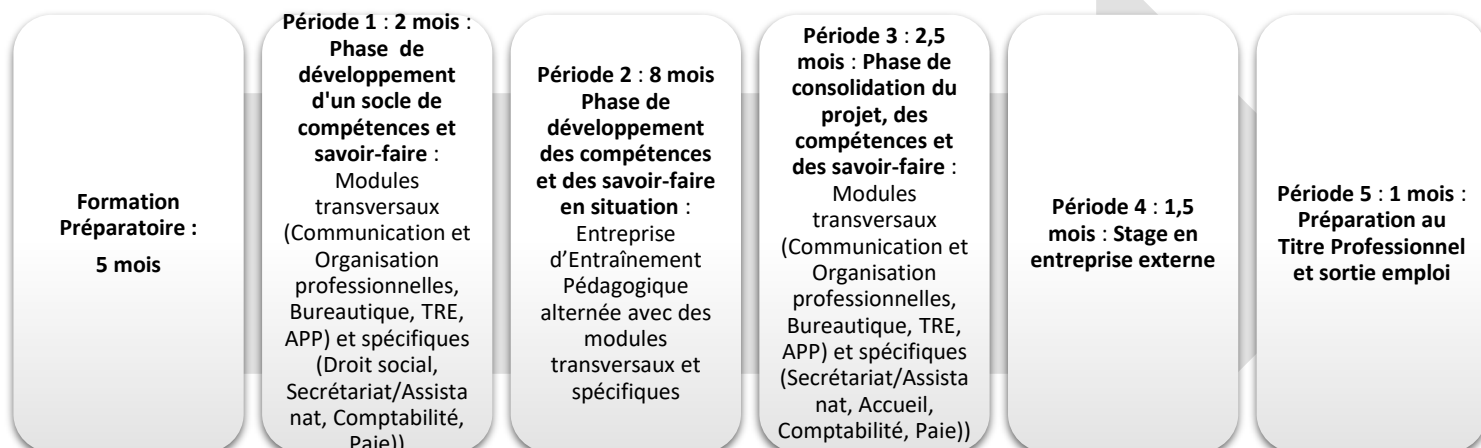 Formation
Préparatoire :
5 mois
Période 1 : 2 mois :
Phase de
développement
d'un socle de
compétences et
savoir-faire :
Modules
transversaux
(Communication et
Organisation
professionnelles,
Bureautique, TRE,
APP) et spécifiques
(Droit social,
Secrétariat/Assista
nat, Comptabilité,
Paie))
Période 2 : 8 mois
Phase de
développement
des compétences
et des savoir-faire
en situation :
Entreprise
d’Entraînement
Pédagogique
alternée avec des
modules
transversaux et
spécifiques
Période 3 : 2,5
mois : Phase de
consolidation du
projet, des
compétences et
des savoir-faire :
Modules
transversaux
(Communication et
Organisation
professionnelles,
Bureautique, TRE,
APP) et spécifiques
(Secrétariat/Assista
nat, Accueil,
Comptabilité, Paie))
Période 4 : 1,5
mois : Stage en
entreprise externe
Période 5 : 1 mois :
Préparation au
Titre Professionnel
et sortie emploi